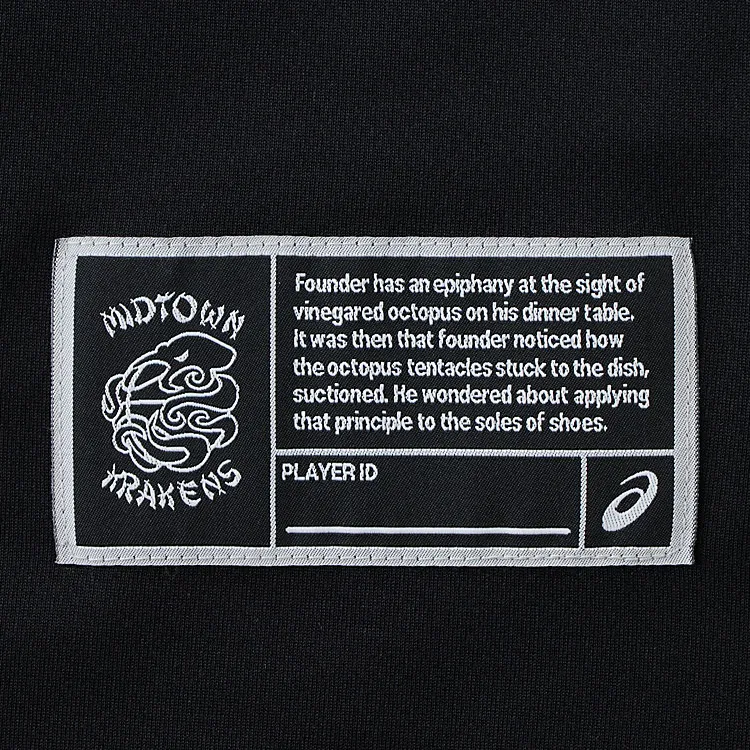 MIDTOWN
KRAKENS
Founder has an epiphany at the sight of
vinegared octopus on his dinner table.
It was then that founder noticed how
the octopus tentacles stuck to the dish,
suctioned. He wondered about applying
that principle to the soles of shoes.
PLAYER ID